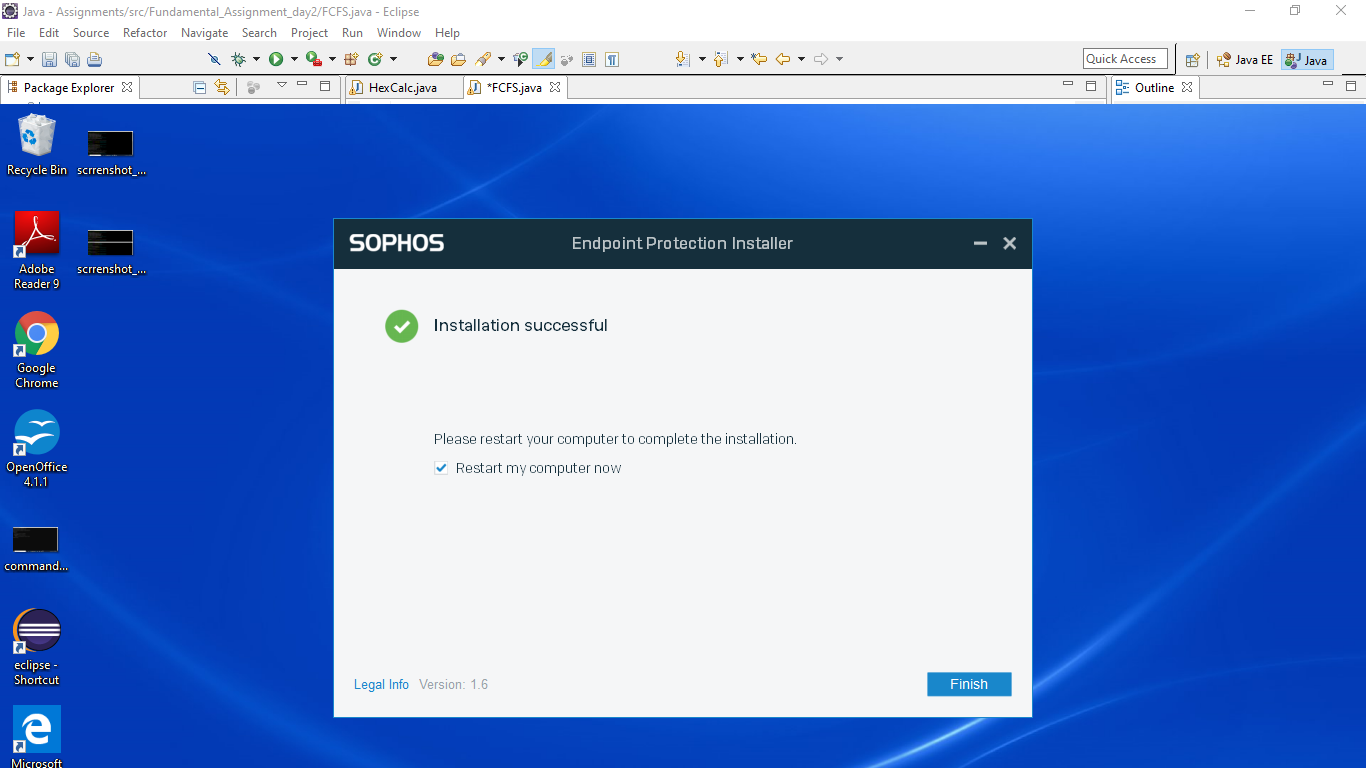 Java - Assignments/src/Fundamental_Assignment_day2/FCFS.java - Eclipse
File Edit Source Refactor Navigate Search Project Run Window Help
Quick Access Java EE Java
Package Explorer HexCalc.java *FCFS.java Outline
Recycle Bin
scrrenshot_...
Adobe
Reader 9
scrrenshot_...
Google
Chrome
OpenOffice
4.1.1
command...
eclipse -
Shortcut
Microsoft
SOPHOS Endpoint Protection Installer
Installation successful
Please restart your computer to complete the installation.
Restart my computer now
Legal Info Version: 1.6 Finish